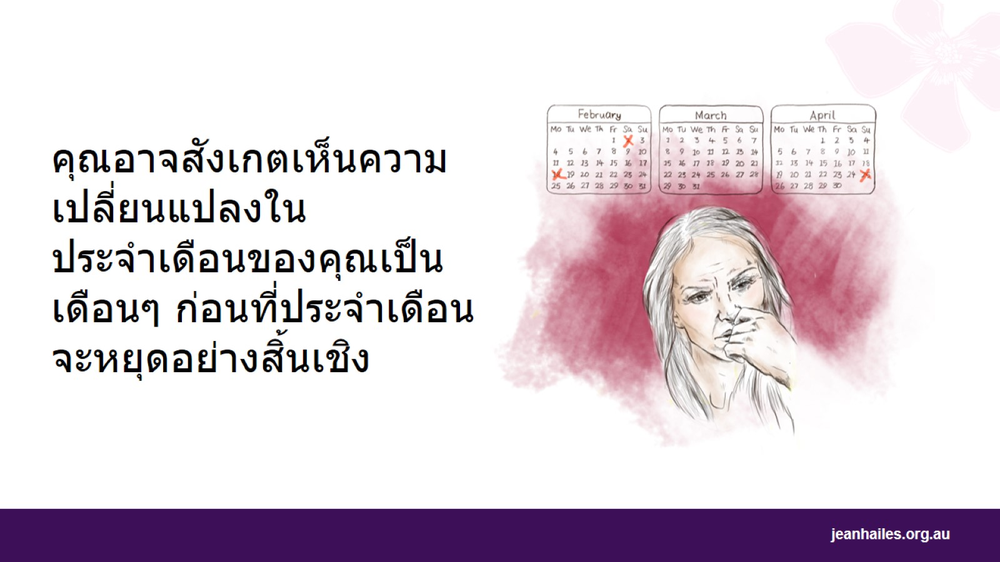 คุณอาจสังเกตเห็นความ
เปลี่ยนแปลงใน
ประจำเดือนของคุณเป็น
เดือนๆ ก่อนที่ประจำเดือน
จะหยุดอย่างสิ้นเชิง
February
Mo Tu We Th Fr Sa Su
1 3
4 5 6 7 8 9 10
11 12 13 14 15 16 17
19 20 21 22 23 24
25 26 27 28 29 30 31
March
Mo Tu We Th Fr Sa Su
1 2 3 4 5 6 7
8 9 10 11 12 13 14
15 16 17 18 19 20 21
22 23 24 25 26 27 28
29 30 31
April
Mo Tu We Th Fr Sa Su
1 2 3 4
5 6 7 8 9 10 11
12 13 14 15 16 17 18
19 20 21 22 23 24
26 27 28 29 30
jeanhailes.org.au